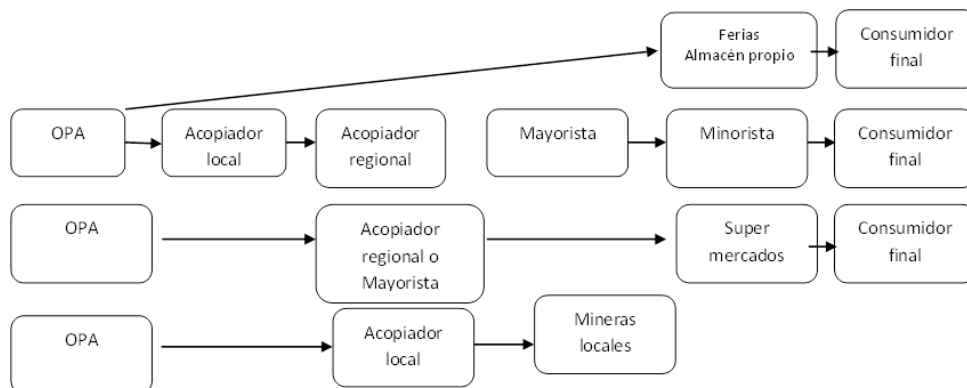 Ferias
Almacén propio
Consumidor
final
OPA
Acopiador
local
Acopiador
regional
Mayorista
Minorista
Consumidor
final
OPA
Acopiador
regional o
Mayorista
Super
mercados
Consumidor
final
OPA
Acopiador
local
Mineras
locales